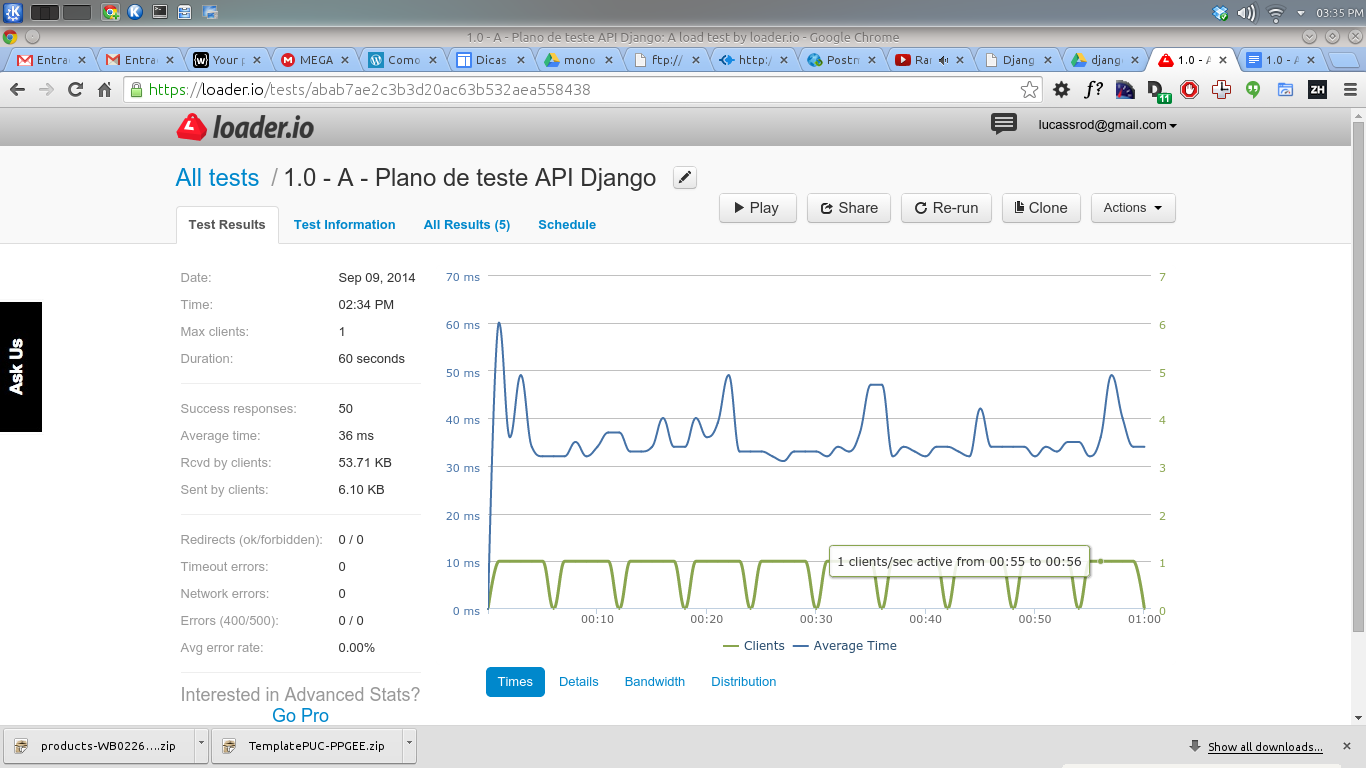 03:35 PM
1.0 - A - Plano de teste API Django: A load test by loader.io - Google Chrome
Entra Entra Your p MEGA Como Dicas mono ftp:// http:/ Postm Ra Djang djang 1.0 - A 1.0 - A
https://loader.io/tests/abab7ae2c3b3d20ac63b532aea558438
f? 11 ZH
loader.io
lucassrod@gmail.com
All tests / 1.0 - A - Plano de teste API Django
Play Share Re-run Clone Actions
Test Results Test Information All Results (5) Schedule
Ask Us
Date: Sep 09, 2014
Time: 02:34 PM
Max clients: 1
Duration: 60 seconds
Success responses: 50
Average time: 36 ms
Rcvd by clients: 53.71 KB
Sent by clients: 6.10 KB
Redirects (ok/forbidden): 0 / 0
Timeout errors: 0
Network errors: 0
Errors (400/500): 0 / 0
Avg error rate: 0.00%
Interested in Advanced Stats?
Go Pro
70 ms 7
60 ms 6
50 ms 5
40 ms 4
30 ms 3
20 ms 2
10 ms 1
0 ms 0
1 clients/sec active from 00:55 to 00:56
00:10 00:20 00:30 00:40 00:50 01:00
Clients Average Time
Times Details Bandwidth Distribution
products-WB0226....zip TemplatePUC-PPGEE.zip Show all downloads...